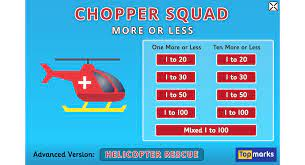 CHOPPER SQUAD
MORE OR LESS
One More or Less
Ten More or Less
1 to 20
1 to 20
1 to 30
1 to 30
1 to 50
1 to 50
1 to 100
1 to 100
Mixed 1 to 100
Advanced Version:
HELICOPTER RESCUE
Topmarks